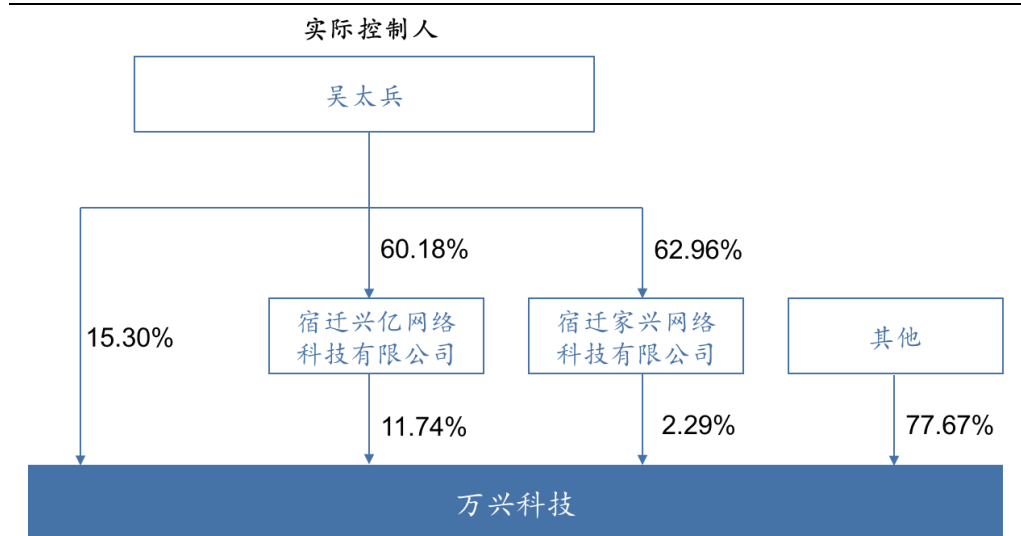 实际控制人
吴太兵
60.18%
62.96%
15.30%
宿迁兴亿网络
科技有限公司
宿迁家兴网络
科技有限公司
其他
11.74%
2.29%
77.67%
万兴科技